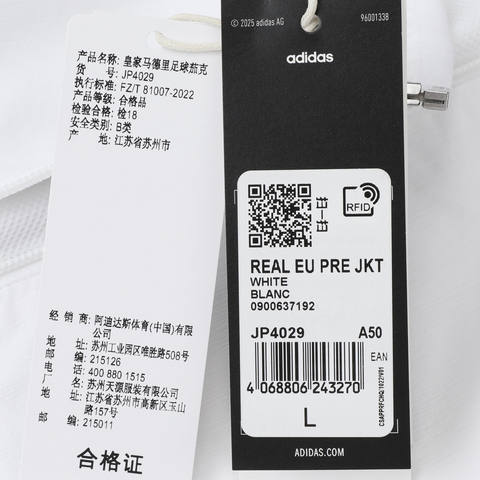 产品名称: 皇家马德里足球茄克
货 号: JP4029
执行标准: FZ/T 81007-2022
产品等级: 合格品
检验合格: 检18
安全类别: B类
产 地: 江苏省苏州市
经 销 商: 阿迪达斯体育(中国)有限公司
地 址: 苏州工业园区唯胜路508号
邮 编: 215126
电 话: 400 880 1515
厂 名: 苏州天源服装有限公司
地 址: 江苏省苏州市高新区玉山路157号
邮 编: 215011
合格证
© 2025 adidas AG
96001338
adidas
RFID
REAL EU PRE JKT
WHITE
BLANC
0900637192
JP4029 A50
EAN
4 068806 243270
L
ADIDAS.COM